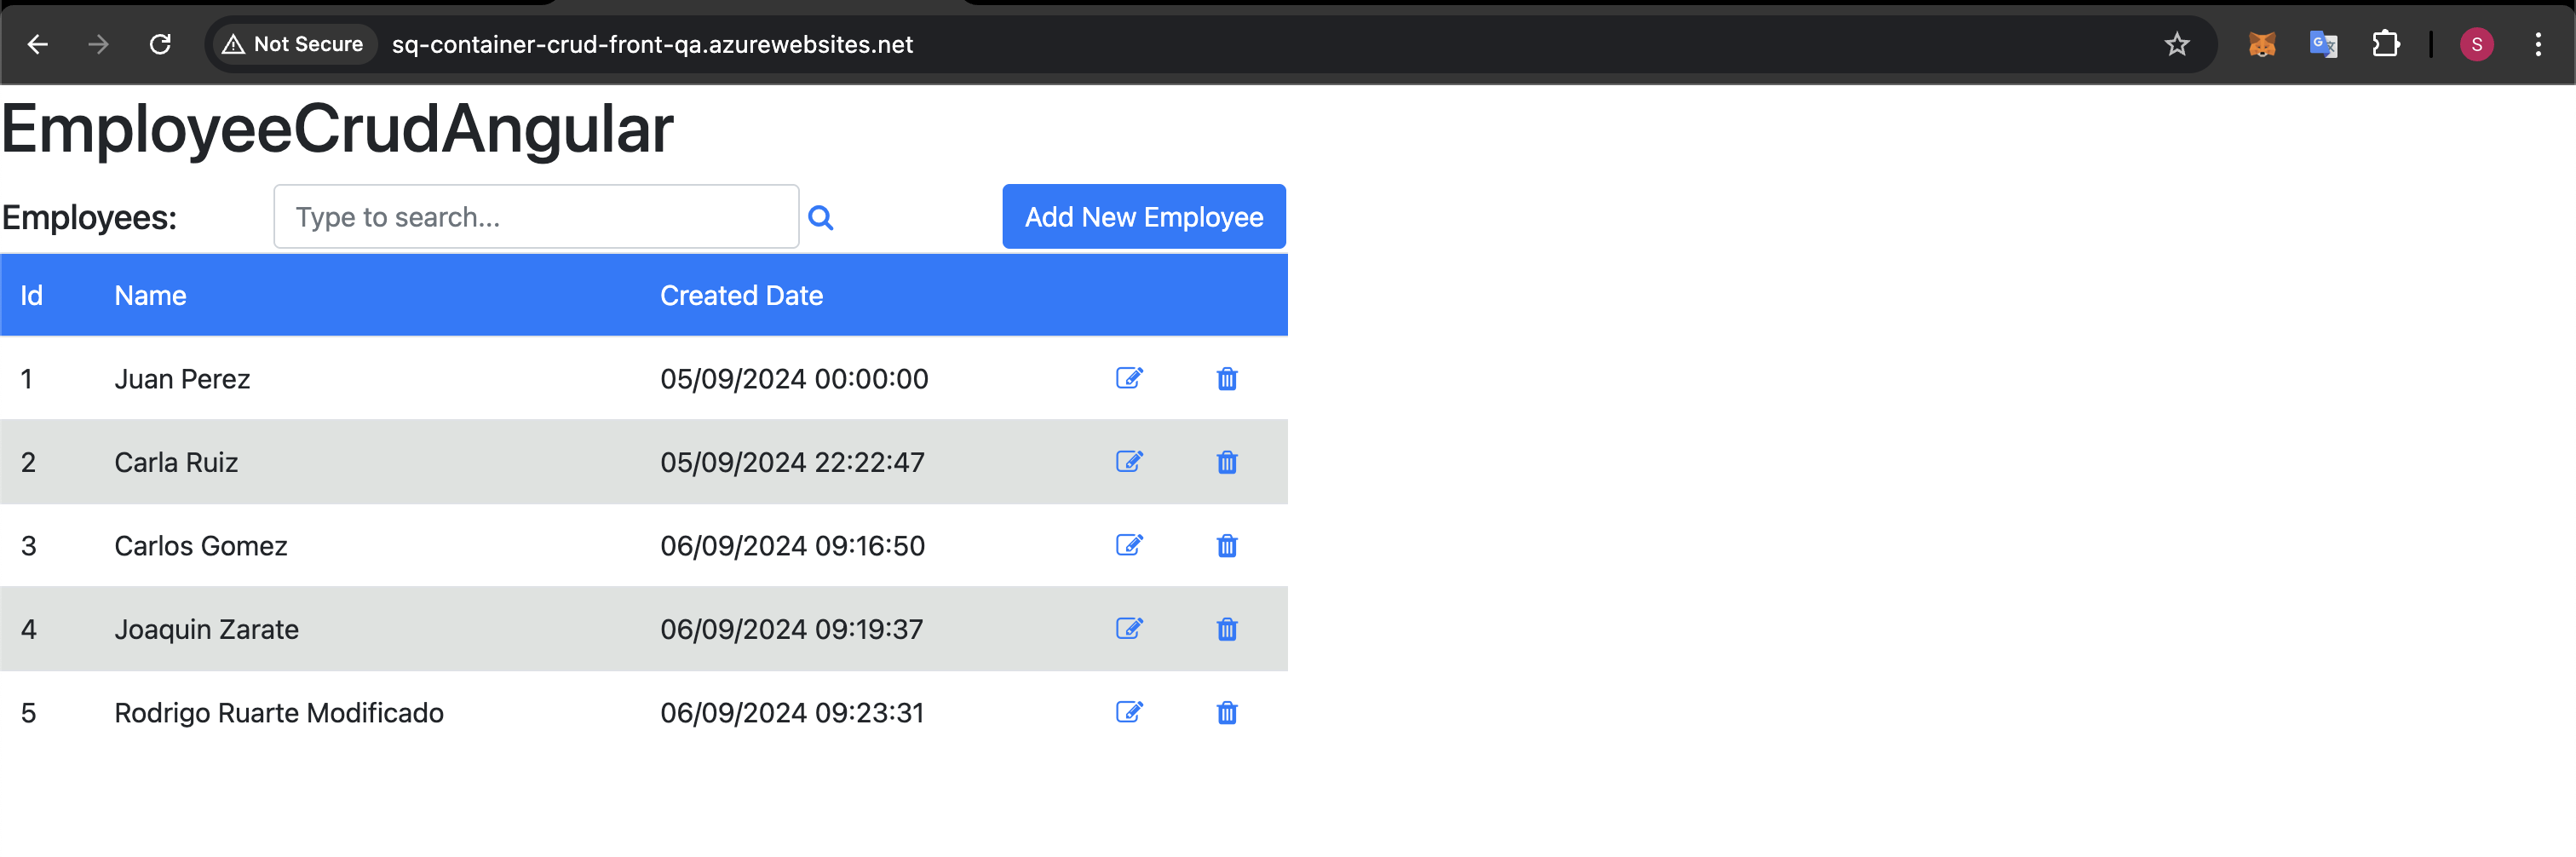 Not Secure sq-container-crud-front-qa.azurewebsites.net S
EmployeeCrudAngular
Employees: Type to search... Add New Employee
Id Name Created Date
1 Juan Perez 05/09/2024 00:00:00
2 Carla Ruiz 05/09/2024 22:22:47
3 Carlos Gomez 06/09/2024 09:16:50
4 Joaquin Zarate 06/09/2024 09:19:37
5 Rodrigo Ruarte Modificado 06/09/2024 09:23:31